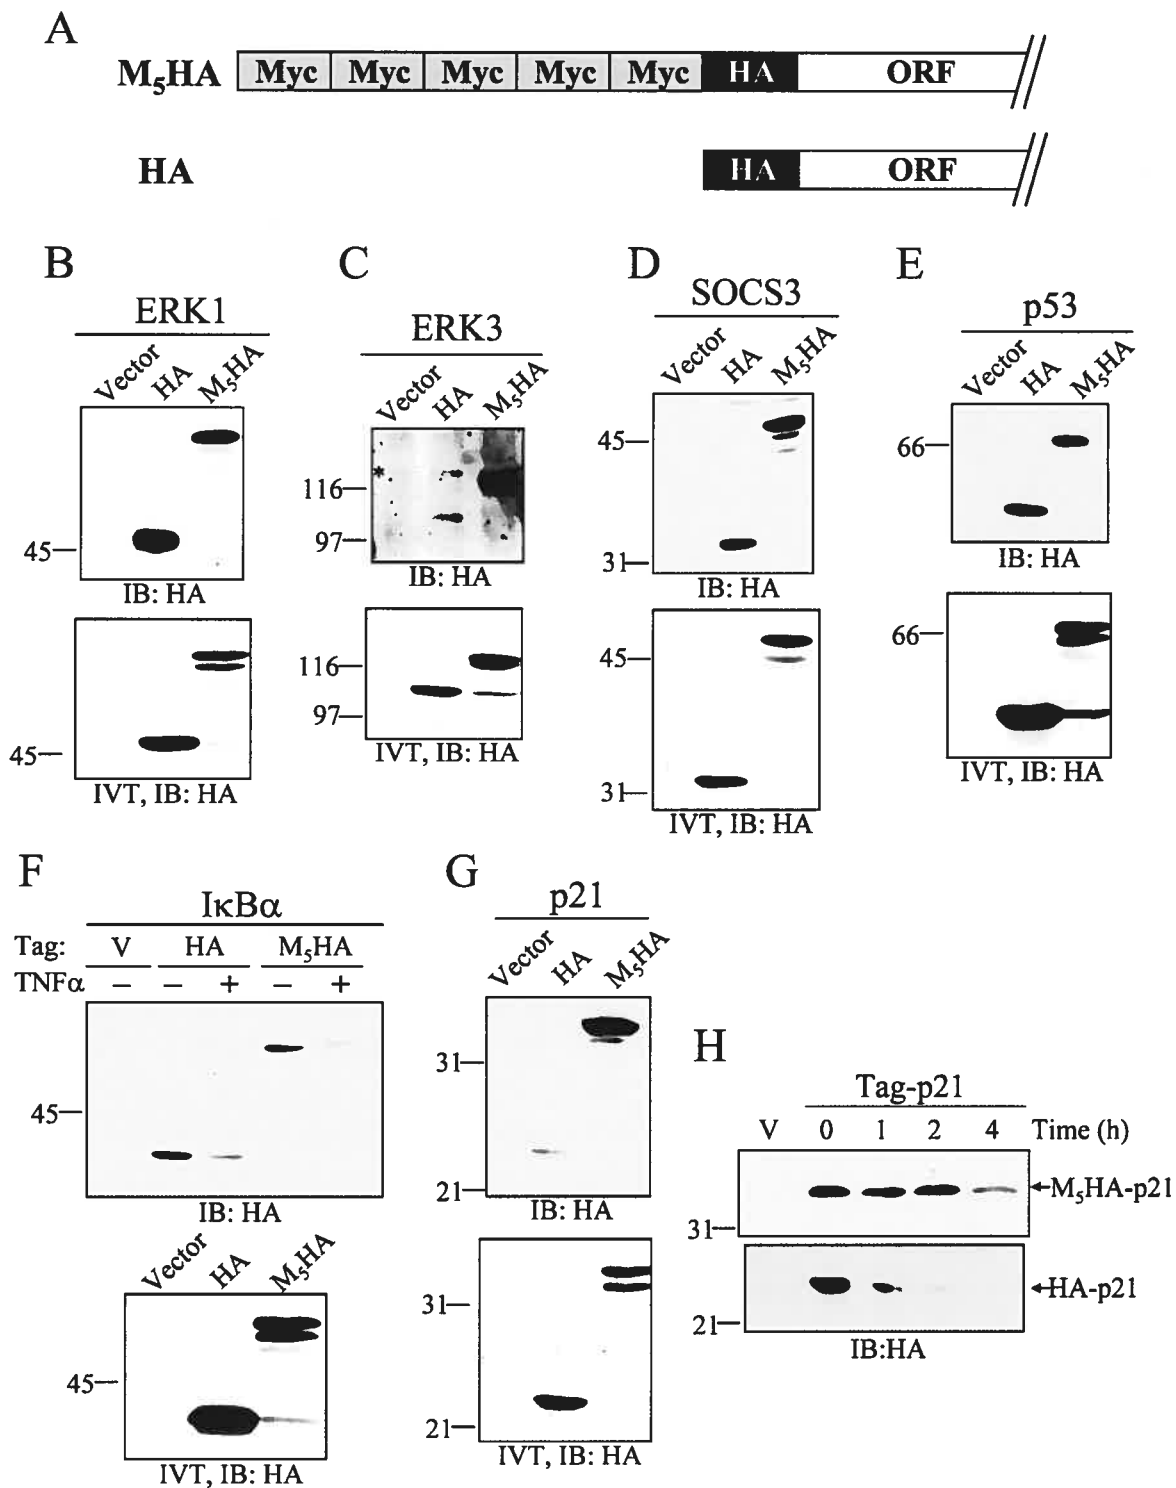 A
M5HA Myc Myc Myc Myc Myc HA ORF
HA HA ORF
B
ERK1
Vector HA M5HA
45
IB: HA
45
IVT, IB: HA
C
ERK3
Vector HA M5HA
*
116
97
IB: HA
116
97
IVT, IB: HA
D
SOCS3
Vector HA M5HA
45
31
IB: HA
45
31
IVT, IB: HA
E
p53
Vector HA M5HA
66
IB: HA
66
IVT, IB: HA
F
IκBα
Tag: V HA M5HA
TNFα – – + – +
45
IB: HA
Vector HA M5HA
45
IVT, IB: HA
G
p21
Vector HA M5HA
31
21
IB: HA
31
21
IVT, IB: HA
H
Tag-p21
V 0 1 2 4 Time (h)
M5HA-p21
31
HA-p21
21
IB:HA